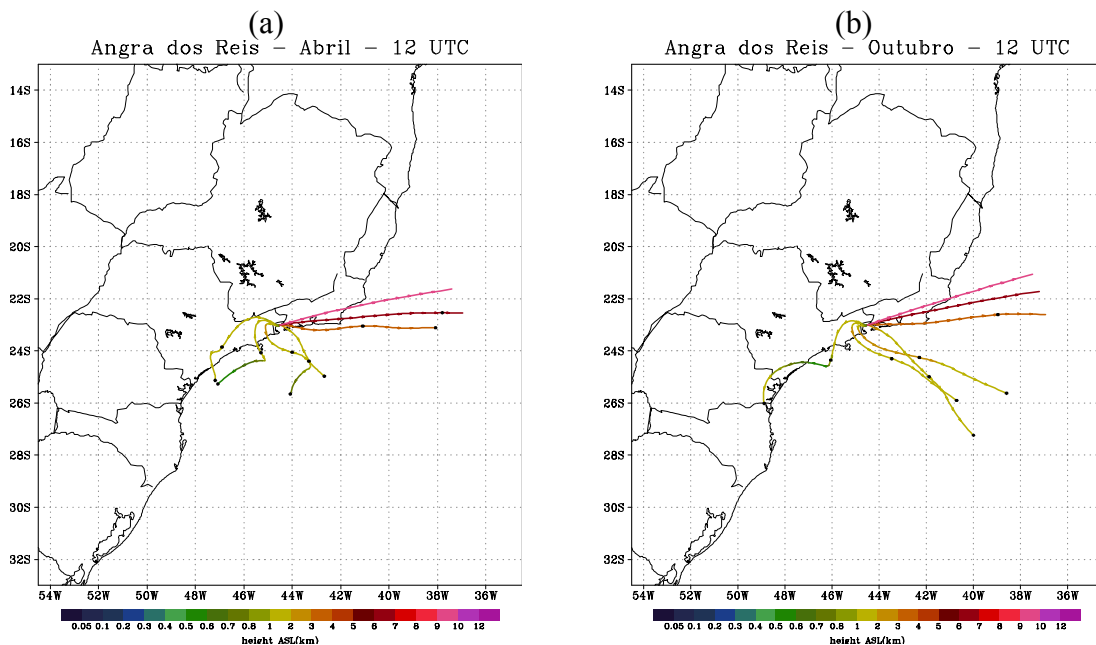 (a)
Angra dos Reis – Abril – 12 UTC
14S
16S
18S
20S
22S
24S
26S
28S
30S
32S
54W 52W 50W 48W 46W 44W 42W 40W 38W 36W
0.05 0.1 0.2 0.3 0.4 0.5 0.6 0.7 0.8 1 2 3 4 5 6 7 8 9 10 12
height ASL(km)
(b)
Angra dos Reis – Outubro – 12 UTC
14S
16S
18S
20S
22S
24S
26S
28S
30S
32S
54W 52W 50W 48W 46W 44W 42W 40W 38W 36W
0.05 0.1 0.2 0.3 0.4 0.5 0.6 0.7 0.8 1 2 3 4 5 6 7 8 9 10 12
height ASL(km)